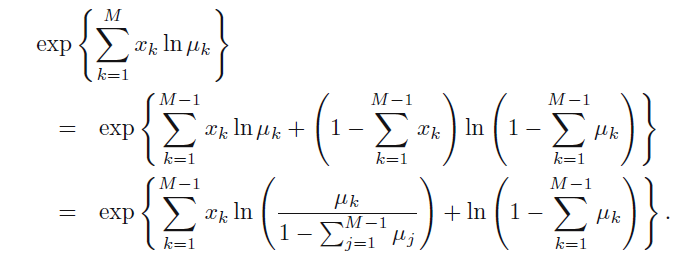 \exp\left\{\sum_{k=1}^{M} x_k \ln \mu_k\right\}
= \exp\left\{\sum_{k=1}^{M-1} x_k \ln \mu_k + \left(1 - \sum_{k=1}^{M-1} x_k\right) \ln\left(1 - \sum_{k=1}^{M-1} \mu_k\right)\right\}
= \exp\left\{\sum_{k=1}^{M-1} x_k \ln\left(\frac{\mu_k}{1 - \sum_{j=1}^{M-1} \mu_j}\right) + \ln\left(1 - \sum_{k=1}^{M-1} \mu_k\right)\right\}.